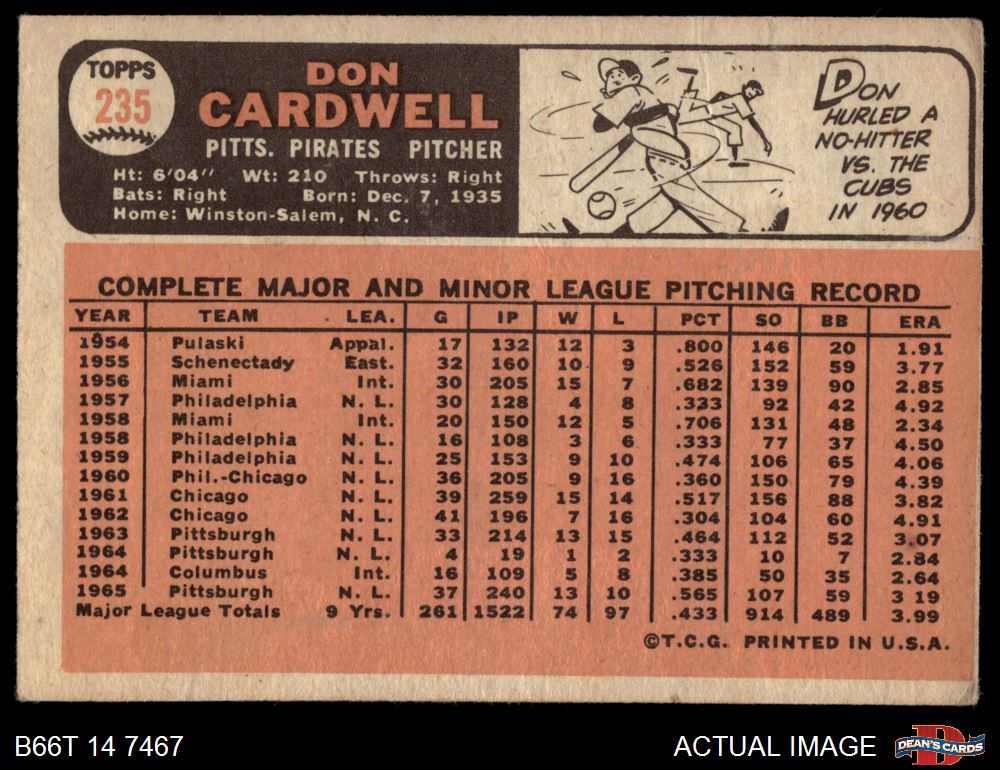 TOPPS
235
DON
CARDWELL
PITTS. PIRATES PITCHER
Ht: 6'04" Wt: 210 Throws: Right
Bats: Right Born: Dec. 7, 1935
Home: Winston-Salem, N. C.
DON
HURLED A
NO-HITTER
VS. THE
CUBS
IN 1960
COMPLETE MAJOR AND MINOR LEAGUE PITCHING RECORD
YEAR TEAM LEA. G IP W L PCT SO BB ERA
1954 Pulaski Appal. 17 132 12 3 .800 146 20 1.91
1955 Schenectady East. 32 160 10 9 .526 152 59 3.77
1956 Miami Int. 30 205 15 7 .682 139 90 2.85
1957 Philadelphia N. L. 30 128 4 8 .333 92 42 4.92
1958 Miami Int. 20 150 12 5 .706 131 48 2.34
1958 Philadelphia N. L. 16 108 3 6 .333 77 37 4.50
1959 Philadelphia N. L. 25 153 9 10 .474 106 65 4.06
1960 Phil.-Chicago N. L. 36 205 9 16 .360 150 79 4.39
1961 Chicago N. L. 39 259 15 14 .517 156 88 3.82
1962 Chicago N. L. 41 196 7 16 .304 104 60 4.91
1963 Pittsburgh N. L. 33 214 13 15 .464 112 52 3.07
1964 Pittsburgh N. L. 4 19 1 2 .333 10 7 2.84
1964 Columbus Int. 16 109 5 8 .385 50 35 2.64
1965 Pittsburgh N. L. 37 240 13 10 .565 107 59 3 19
Major League Totals 9 Yrs. 261 1522 74 97 .433 914 489 3.99
©T.C.G. PRINTED IN U.S.A.
B66T 14 7467
ACTUAL IMAGE
DEAN'S CARDS